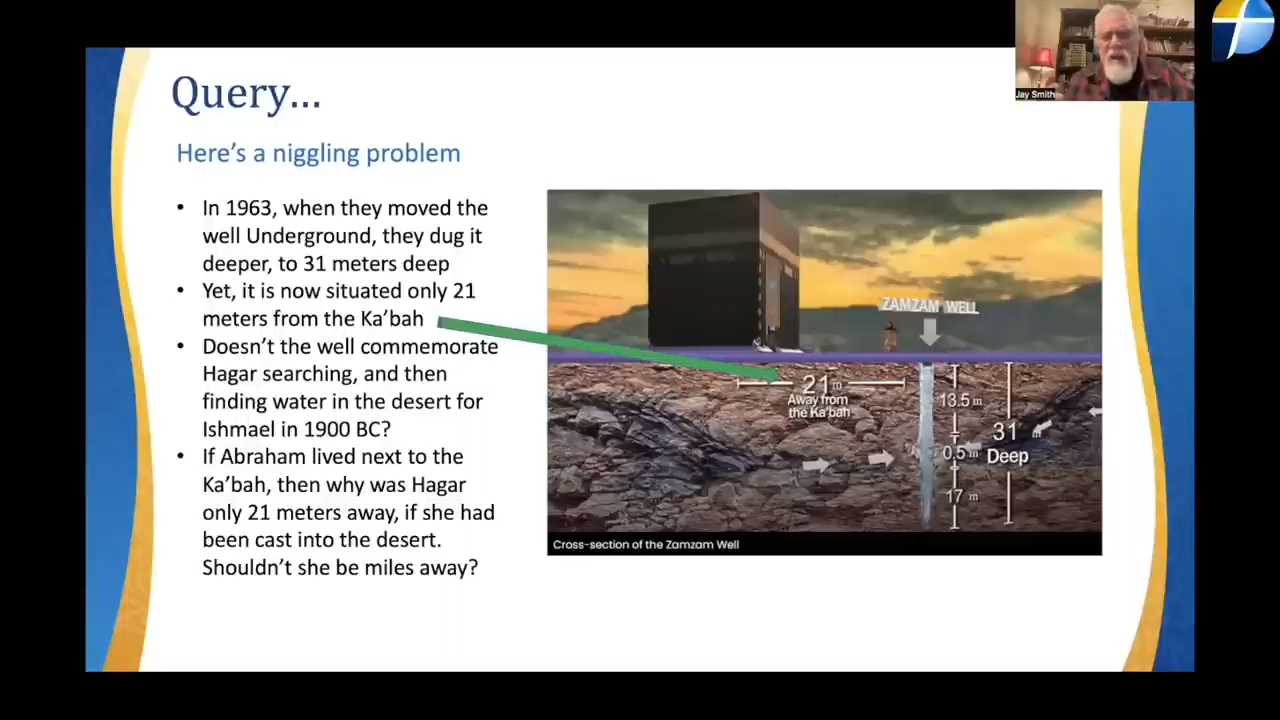 Jay Smith
Query...
Here's a niggling problem
• In 1963, when they moved the
well Underground, they dug it
deeper, to 31 meters deep
• Yet, it is now situated only 21
meters from the Ka'bah
• Doesn't the well commemorate
Hagar searching, and then
finding water in the desert for
Ishmael in 1900 BC?
• If Abraham lived next to the
Ka'bah, then why was Hagar
only 21 meters away, if she had
been cast into the desert.
Shouldn't she be miles away?
ZAMZAM WELL
21 m
Away from
the Ka'bah
13.5 m
31 m
0.5 m
Deep
17 m
Cross-section of the Zamzam Well